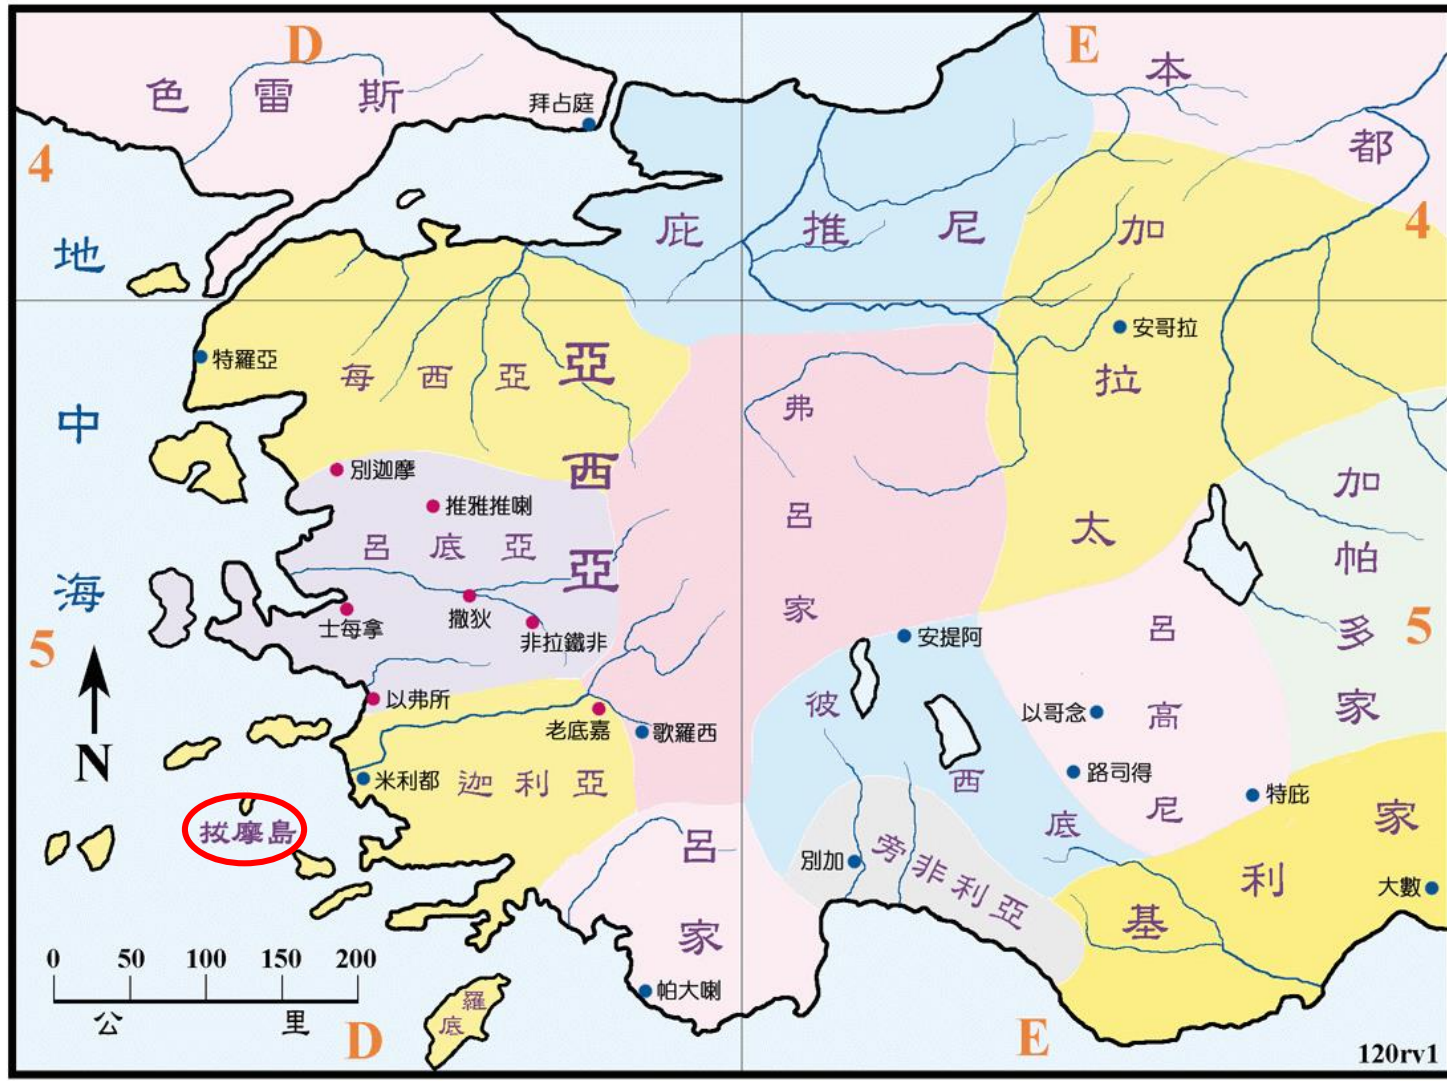 D
E
色雷斯
本都
拜占庭
4
地中海
庇推尼
加拉太
4
安哥拉
特羅亞
每西亞
亞西亞
弗呂家
別迦摩
推雅推喇
呂底亞
加帕多家
士每拿
撒狄
非拉鐵非
安提阿
呂高尼
5
5
以弗所
老底嘉
歌羅西
彼西底
以哥念
N
米利都
迦利亞
路司得
特庇
拔摩島
呂家
別加
旁非利亞
基利家
大數
0 50 100 150 200
公里
羅底
帕大喇
D
E
120rv1